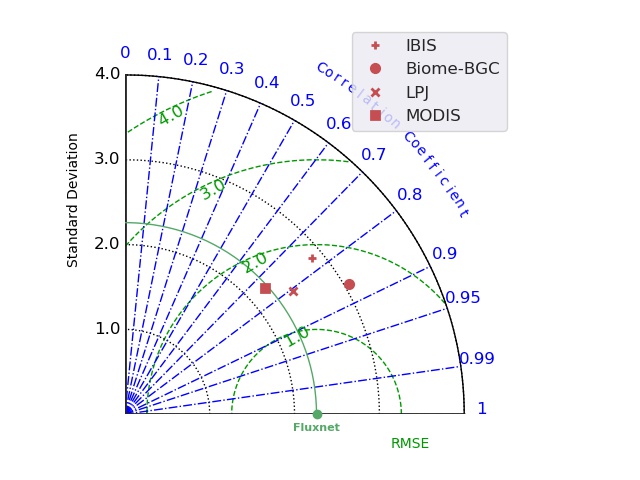 IBIS
Biome-BGC
LPJ
MODIS
Correlation Coefficient
0 0.1 0.2 0.3 0.4 0.5 0.6 0.7 0.8 0.9 0.95 0.99 1
4.0
3.0
2.0
1.0
Standard Deviation
4.0
3.0
2.0
1.0
Fluxnet
RMSE